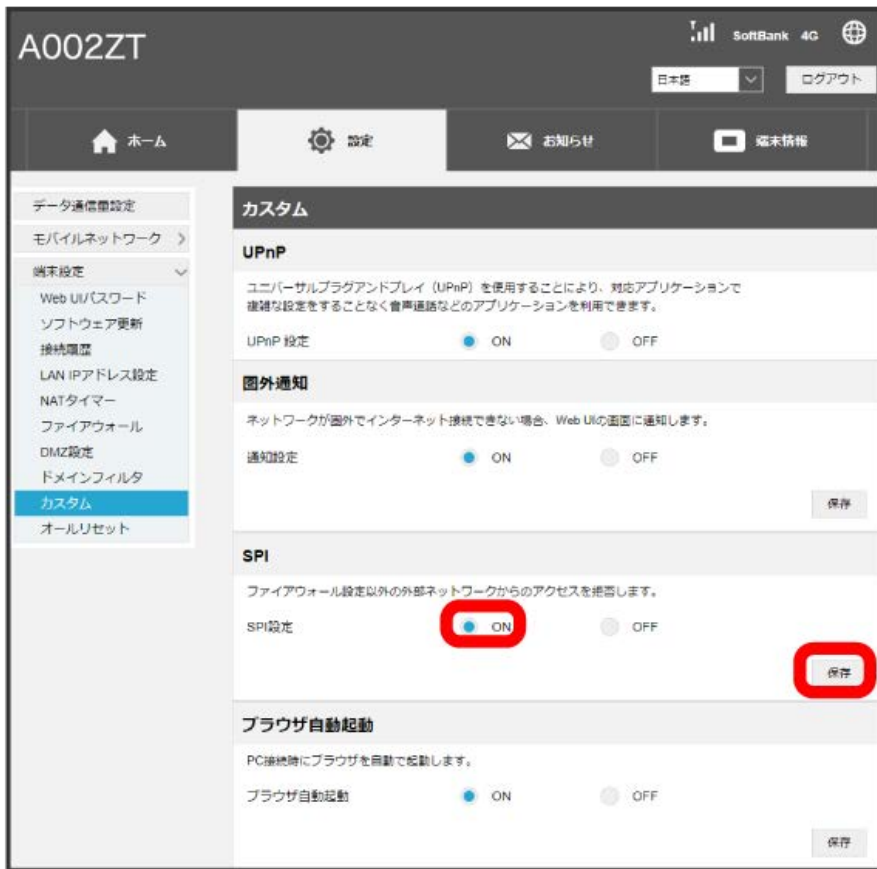 A002ZT
SoftBank 4G
日本語
ログアウト
ホーム
設定
お知らせ
端末情報
データ通信量設定
モバイルネットワーク
端末設定
Web UIパスワード
ソフトウェア更新
接続履歴
LAN IPアドレス設定
NATタイマー
ファイアウォール
DMZ設定
ドメインフィルタ
カスタム
オールリセット
カスタム
UPnP
ユニバーサルプラグアンドプレイ（UPnP）を使用することにより、対応アプリケーションで
複雑な設定をすることなく音声通話などのアプリケーションを利用できます。
UPnP 設定 ON OFF
圏外通知
ネットワークが圏外でインターネット接続できない場合、Web UIの画面に通知します。
通知設定 ON OFF
保存
SPI
ファイアウォール設定以外の外部ネットワークからのアクセスを拒否します。
SPI設定 ON OFF
保存
ブラウザ自動起動
PC接続時にブラウザを自動で起動します。
ブラウザ自動起動 ON OFF
保存